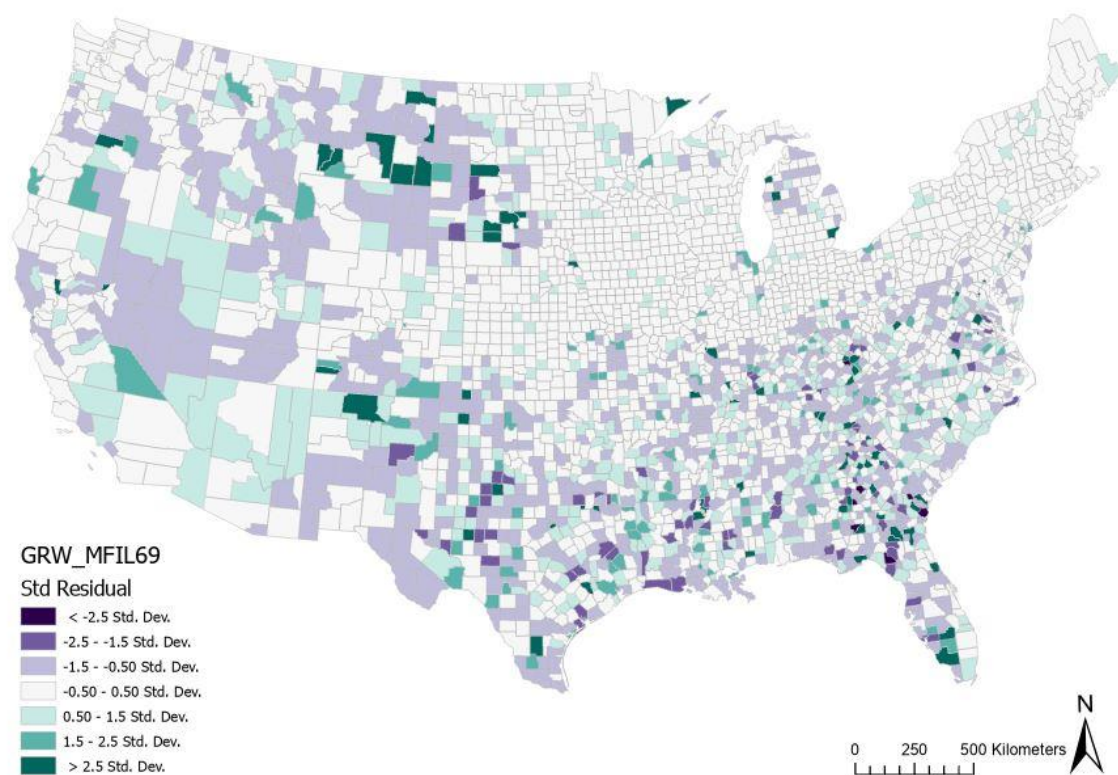 GRW_MFIL69
Std Residual
< -2.5 Std. Dev.
-2.5 - -1.5 Std. Dev.
-1.5 - -0.50 Std. Dev.
-0.50 - 0.50 Std. Dev.
0.50 - 1.5 Std. Dev.
1.5 - 2.5 Std. Dev.
> 2.5 Std. Dev.
N
0 250 500 Kilometers